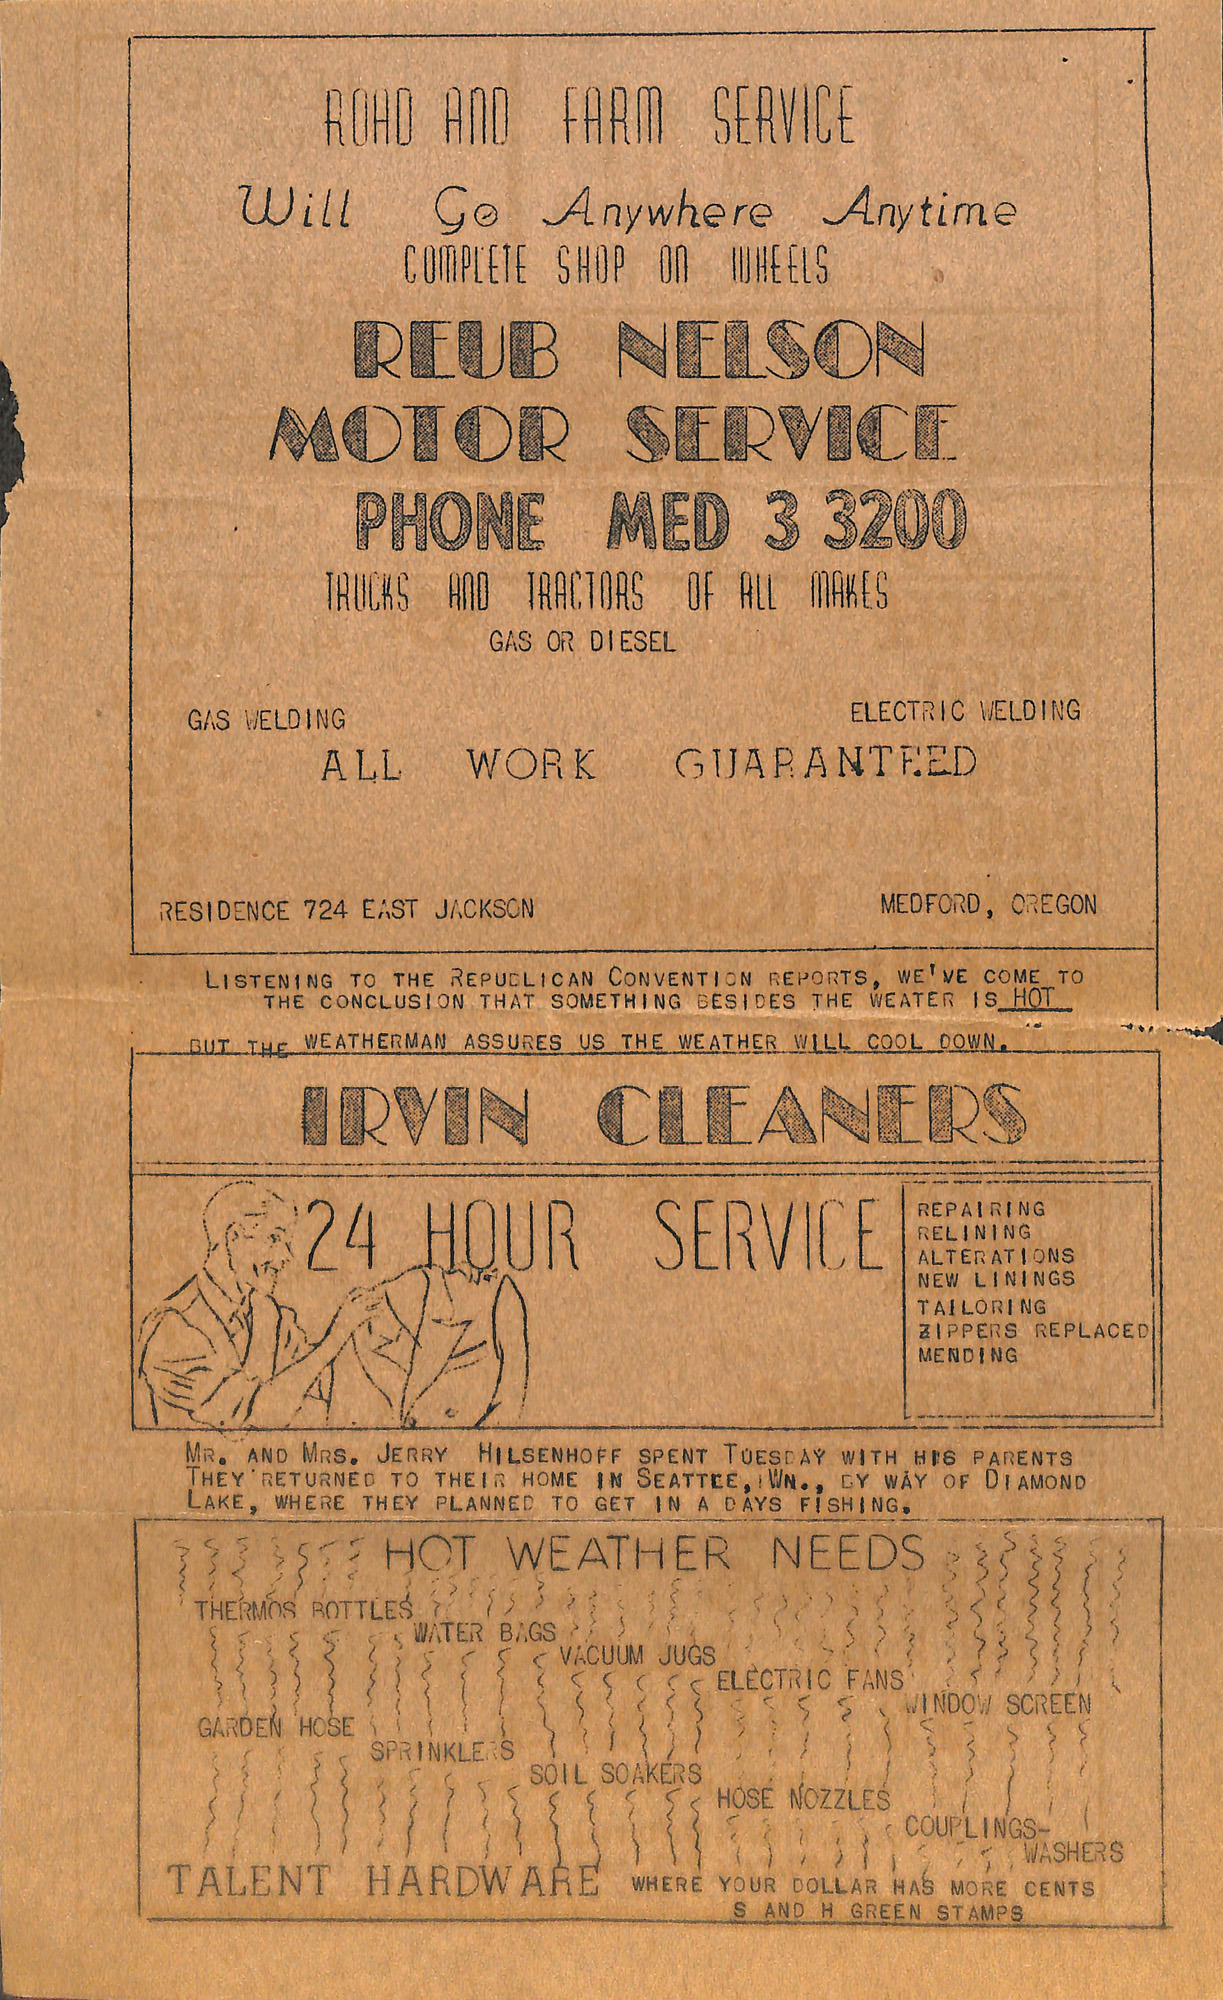 ROAD AND FARM SERVICE
Will Go Anywhere Anytime
COMPLETE SHOP ON WHEELS
REUB NELSON
MOTOR SERVICE
PHONE MED 3 3200
TRUCKS AND TRACTORS OF ALL MAKES
GAS OR DIESEL
GAS WELDING ELECTRIC WELDING
ALL WORK GUARANTEED
RESIDENCE 724 EAST JACKSON MEDFORD, OREGON
LISTENING TO THE REPUBLICAN CONVENTION REPORTS, WE'VE COME TO
THE CONCLUSION THAT SOMETHING BESIDES THE WEATER IS HOT
BUT THE WEATHERMAN ASSURES US THE WEATHER WILL COOL DOWN.
IRVIN CLEANERS
24 HOUR SERVICE
REPAIRING
RELINING
ALTERATIONS
NEW LININGS
TAILORING
ZIPPERS REPLACED
MENDING
MR. AND MRS. JERRY HILSENHOFF SPENT TUESDAY WITH HIS PARENTS
THEY RETURNED TO THEIR HOME IN SEATTLE, WN., BY WAY OF DIAMOND
LAKE, WHERE THEY PLANNED TO GET IN A DAYS FISHING.
HOT WEATHER NEEDS
THERMOS BOTTLES
WATER BAGS
VACUUM JUGS
ELECTRIC FANS
WINDOW SCREEN
GARDEN HOSE
SPRINKLERS
SOIL SOAKERS
HOSE NOZZLES
COUPLINGS-
WASHERS
TALENT HARDWARE WHERE YOUR DOLLAR HAS MORE CENTS
S AND H GREEN STAMPS